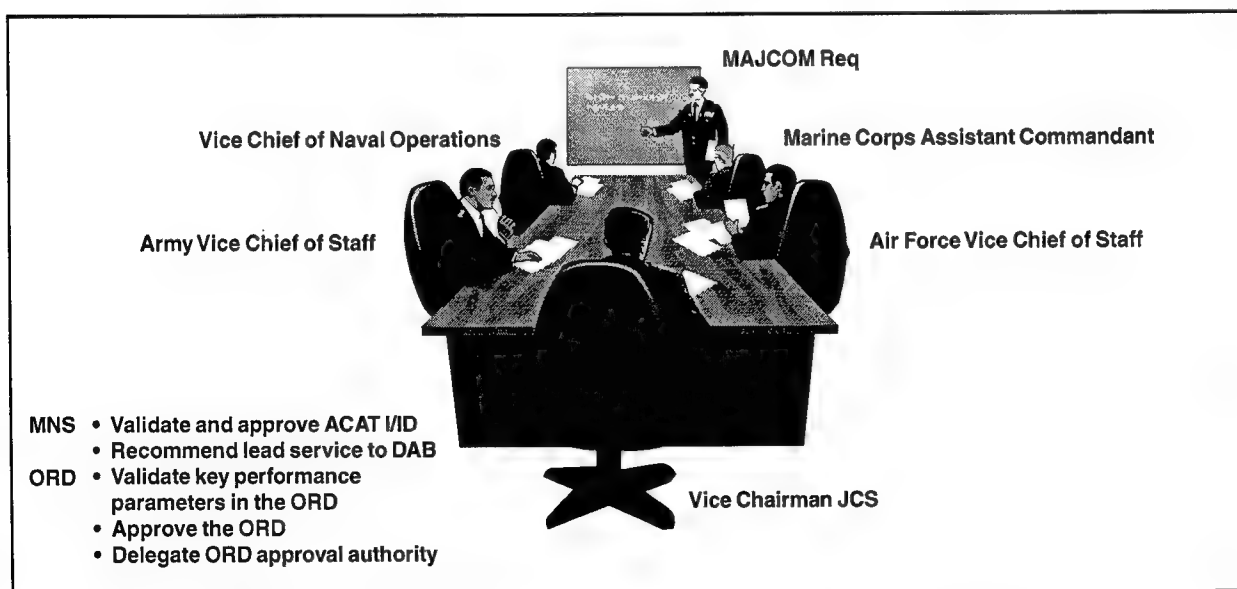 MAJCOM Req
Vice Chief of Naval Operations
Marine Corps Assistant Commandant
Army Vice Chief of Staff
Air Force Vice Chief of Staff
MNS • Validate and approve ACAT I/ID
• Recommend lead service to DAB
ORD • Validate key performance
parameters in the ORD
• Approve the ORD
• Delegate ORD approval authority
Vice Chairman JCS